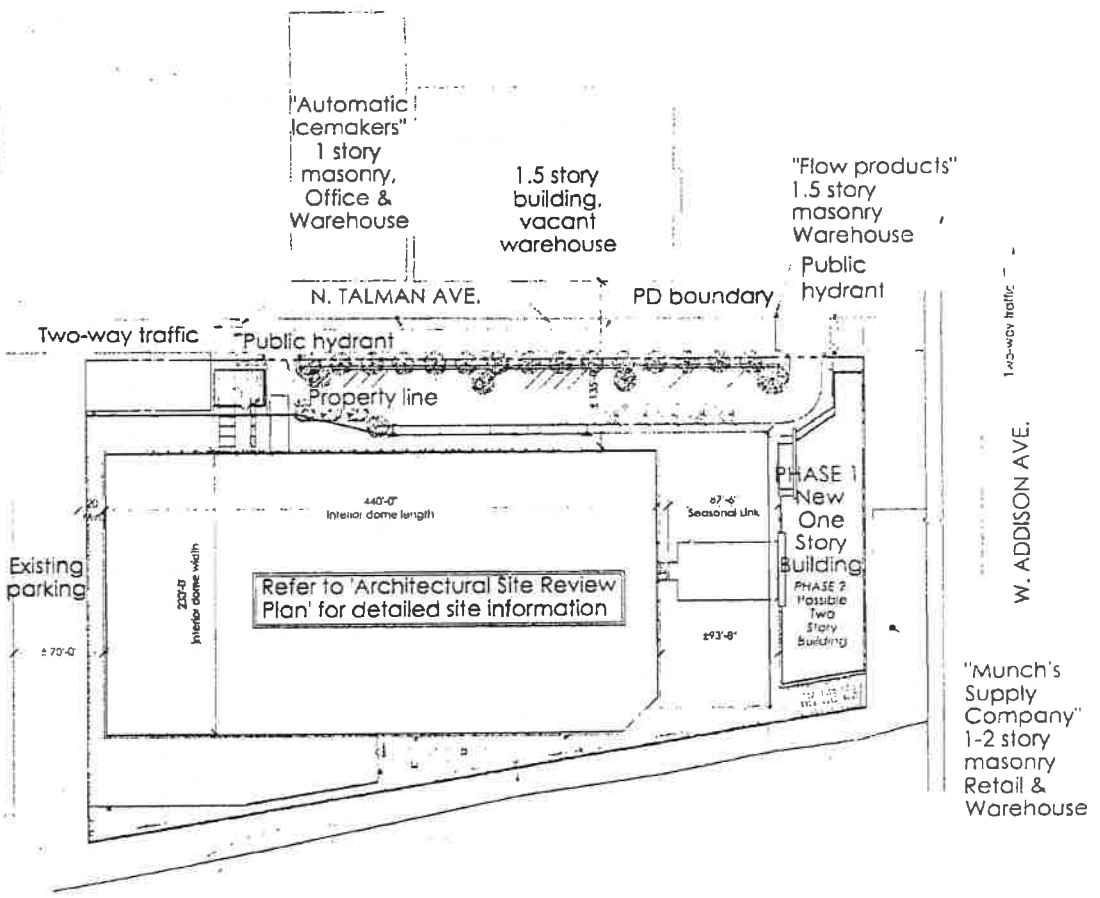 "Automatic
Icemakers"
1 story
masonry,
Office &
Warehouse
1.5 story
building,
vacant
warehouse
"Flow products"
1.5 story
masonry
Warehouse
Public
hydrant
N. TALMAN AVE.
PD boundary
Two-way traffic
Public hydrant
Property line
±135'-0"
Two-way traffic
W. ADDISON AVE.
440'-0"
Interior dome length
67'-6"
Seasonal Link
PHASE 1
New
One
Story
Building
PHASE 2
Possible
Two
Story
Building
Existing
parking
Interior dome width
Refer to 'Architectural Site Review
Plan' for detailed site information
±70'-0"
±93'-8"
"Munch's
Supply
Company"
1-2 story
masonry
Retail &
Warehouse